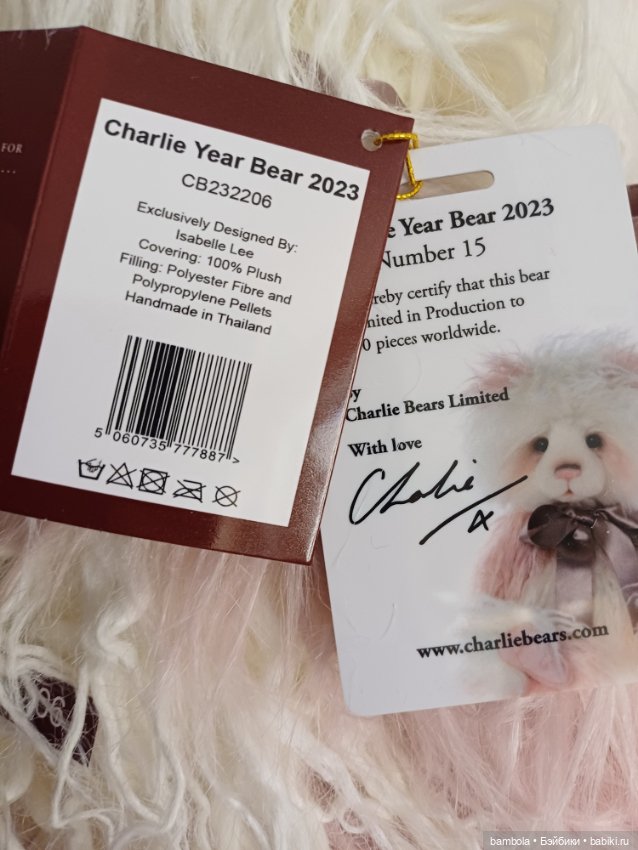 FOR
Charlie Year Bear 2023
CB232206
Exclusively Designed By:
Isabelle Lee
Covering: 100% Plush
Filling: Polyester Fibre and
Polypropylene Pellets
Handmade in Thailand
5 060735 777887 >
e Year Bear 2023
Number 15
reby certify that this bear
nited in Production to
0 pieces worldwide.
by
Charlie Bears Limited
With love
Charlie x
www.charliebears.com
bambola • Бэйбики • babiki.ru